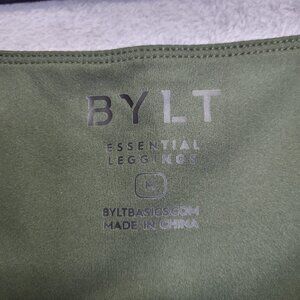 BYLT
ESSENTIAL
LEGGINGS
M
BYLTBASICS.COM
MADE IN CHINA